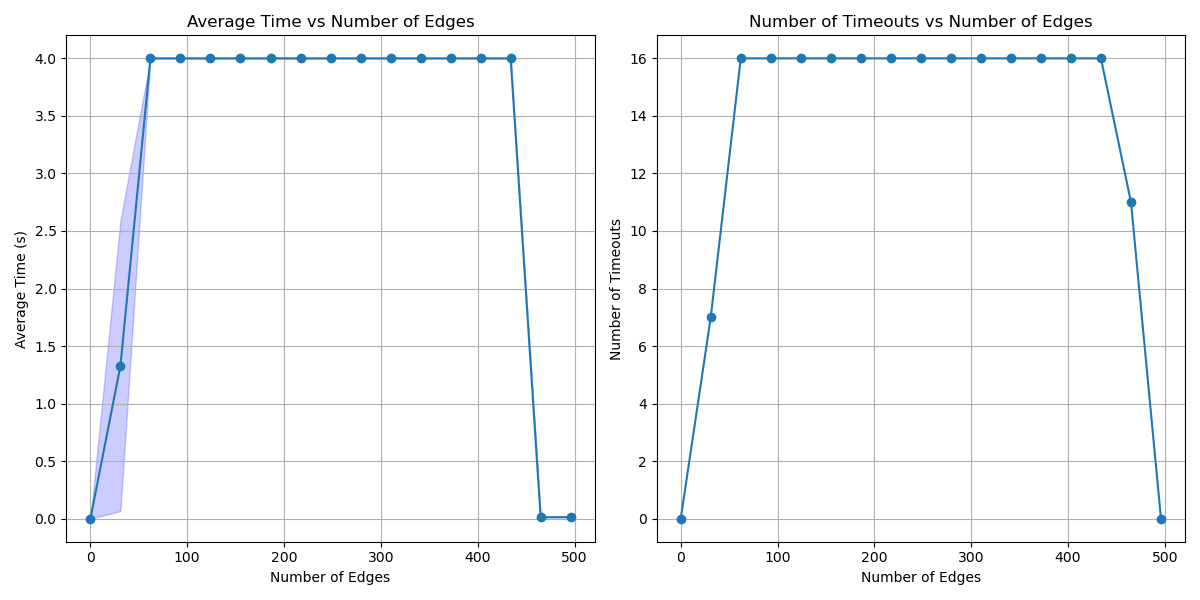 Average Time vs Number of Edges
Number of Timeouts vs Number of Edges
4.0
3.5
3.0
2.5
2.0
1.5
1.0
0.5
0.0
Average Time (s)
0 100 200 300 400 500
Number of Edges
16
14
12
10
8
6
4
2
0
Number of Timeouts
0 100 200 300 400 500
Number of Edges